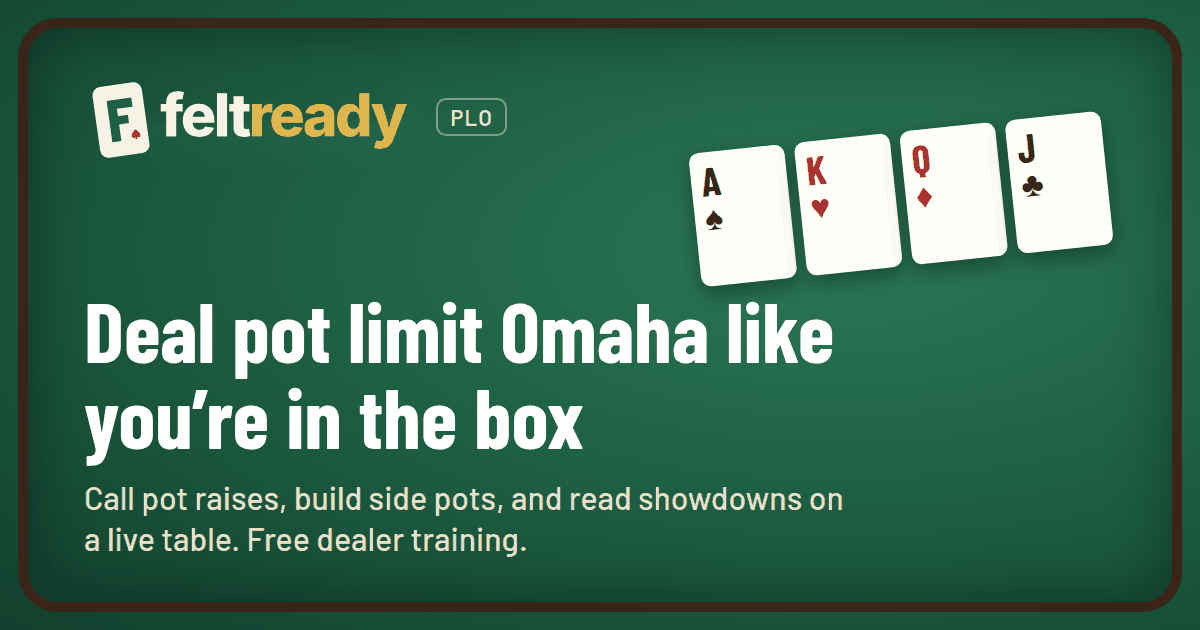 F
feltready
PLO
A
♠
K
♥
Q
♦
J
♣
Deal pot limit Omaha like
you’re in the box
Call pot raises, build side pots, and read showdowns on
a live table. Free dealer training.